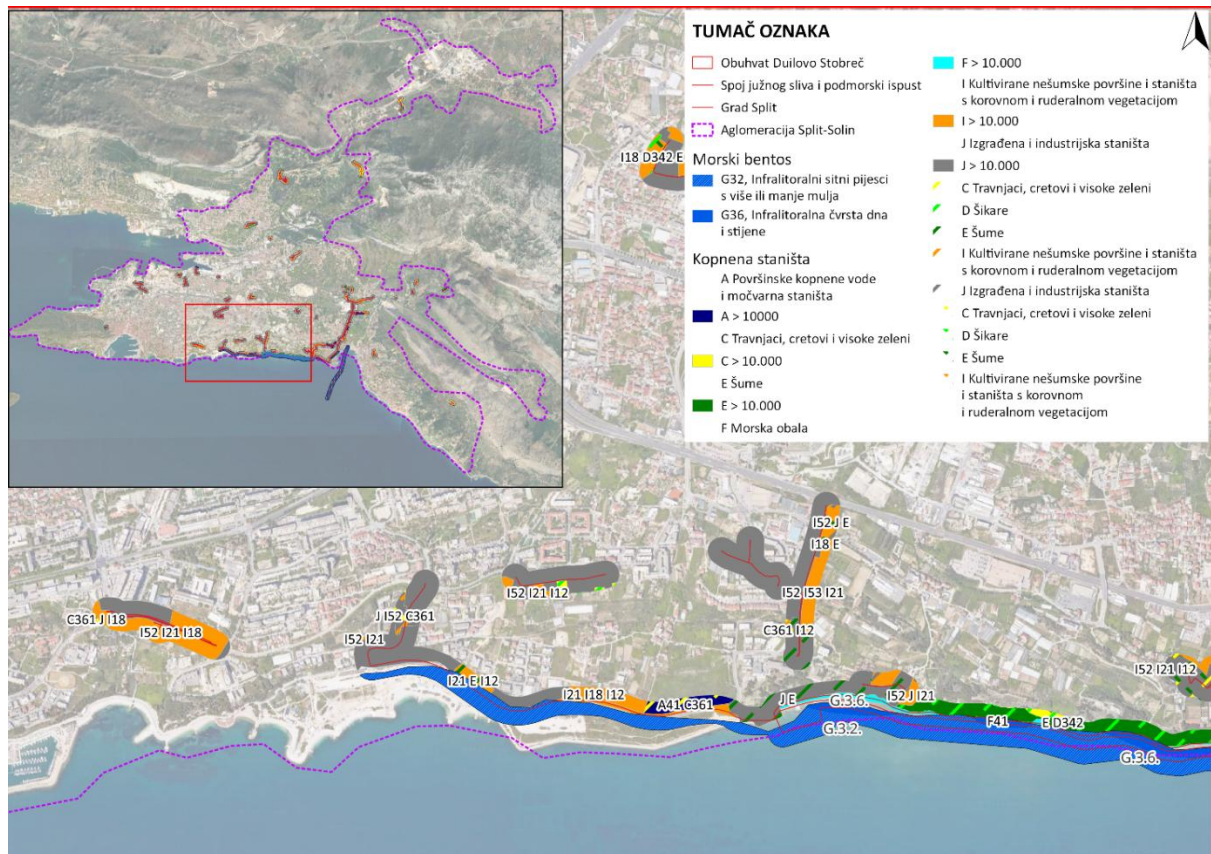 TUMAČ OZNAKA
Obuhvat Duilovo Stobreč
Spoj južnog sliva i podmorski ispust
Grad Split
Aglomeracija Split-Solin
Morski bentos
G32, Infralitoralni sitni pijesci
s više ili manje mulja
G36, Infralitoralna čvrsta dna
i stijene
Kopnena staništa
A Površinske kopnene vode
i močvarna staništa
A > 10000
C Travnjaci, cretovi i visoke zeleni
C > 10.000
E Šume
E > 10.000
F Morska obala
F > 10.000
I Kultivirane nešumske površine i staništa
s korovnom i ruderalnom vegetacijom
I > 10.000
J Izgrađena i industrijska staništa
J > 10.000
C Travnjaci, cretovi i visoke zeleni
D Šikare
E Šume
I Kultivirane nešumske površine i staništa
s korovnom i ruderalnom vegetacijom
J Izgrađena i industrijska staništa
C Travnjaci, cretovi i visoke zeleni
D Šikare
E Šume
I Kultivirane nešumske površine
i staništa s korovnom
i ruderalnom vegetacijom
I18 D342 E
I52 J E
I18 E
I52 I21 I12
I52 I53 I21
C361 J I18
J I52 C361
I52 I21 I18
C361 I12
I52 I21
I52 I21 I12
I21 E I12
I21 I18 I12
A41 C361
J E
G.3.6.
I52 J I21
G.3.2.
F41
E D342
G.3.6.